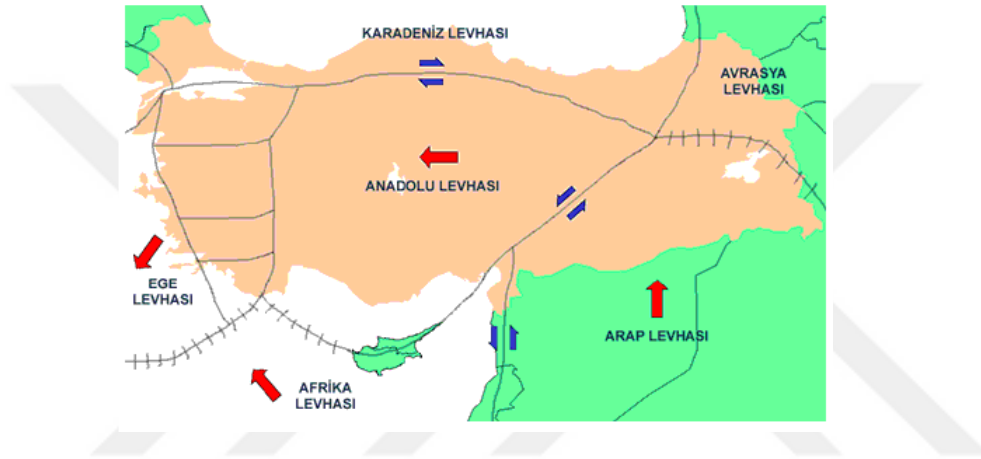 KARADENİZ LEVHASI
AVRASYA
LEVHASI
ANADOLU LEVHASI
EGE
LEVHASI
ARAP LEVHASI
AFRİKA
LEVHASI